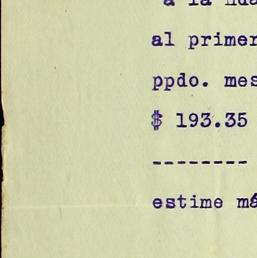 a la
al primer
ppdo. mes
$ 193.35
--------
estime má